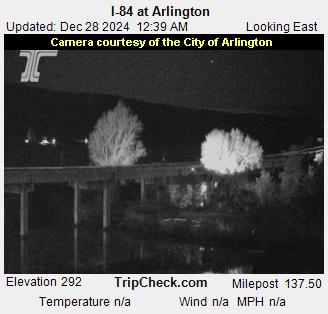 I-84 at Arlington
Updated: Dec 28 2024 12:39 AM Looking East
Camera courtesy of the City of Arlington
Elevation 292 TripCheck.com Milepost 137.50
Temperature n/a Wind n/a MPH n/a